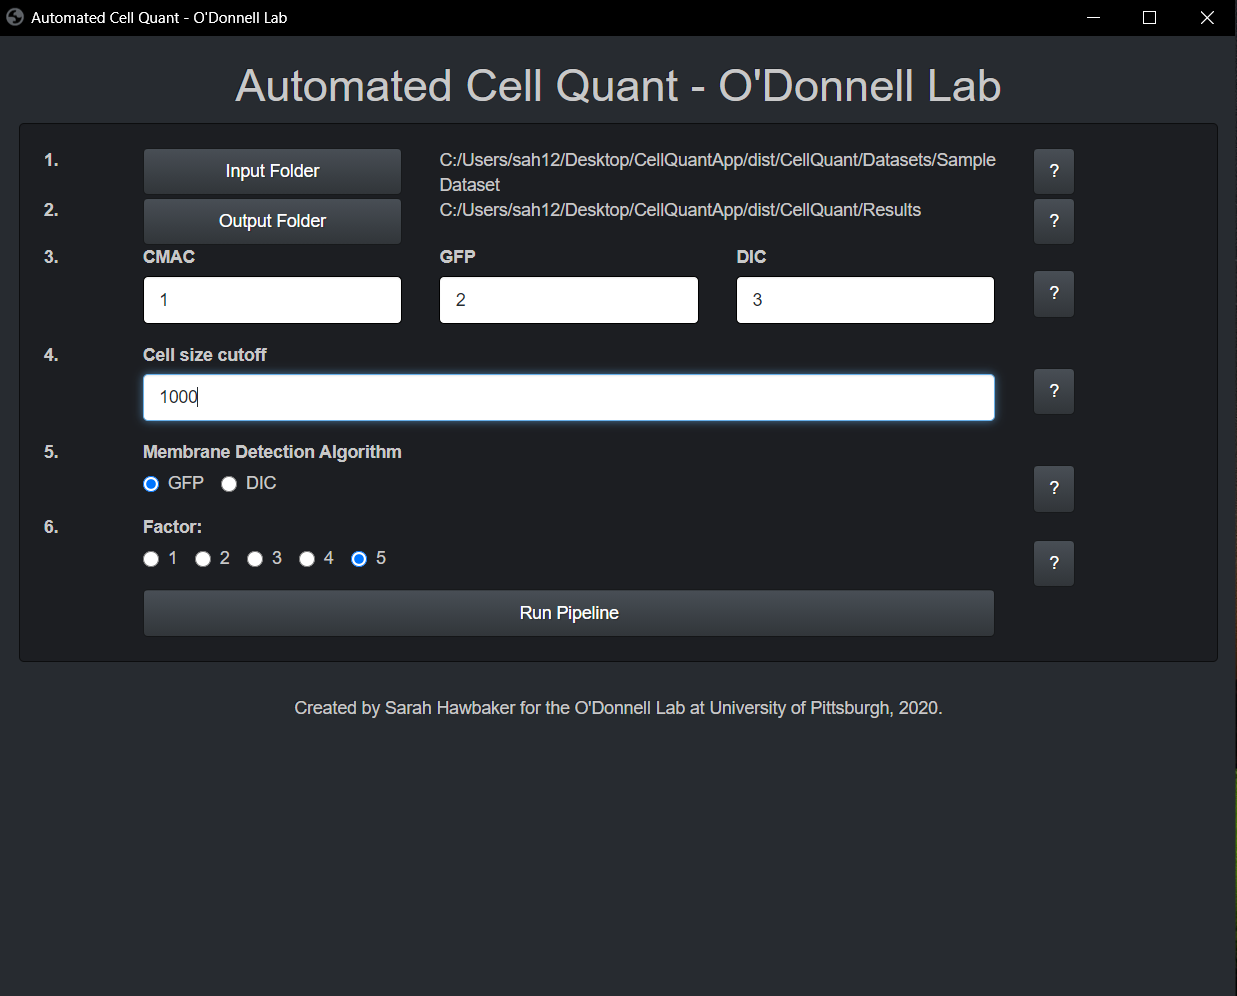 Automated Cell Quant - O'Donnell Lab
Automated Cell Quant - O'Donnell Lab
1.
Input Folder
C:/Users/sah12/Desktop/CellQuantApp/dist/CellQuant/Datasets/Sample
Dataset
?
2.
Output Folder
C:/Users/sah12/Desktop/CellQuantApp/dist/CellQuant/Results
?
3.
CMAC
GFP
DIC
1
2
3
?
4.
Cell size cutoff
1000
?
5.
Membrane Detection Algorithm
GFP DIC
?
6.
Factor:
1 2 3 4 5
?
Run Pipeline
Created by Sarah Hawbaker for the O'Donnell Lab at University of Pittsburgh, 2020.